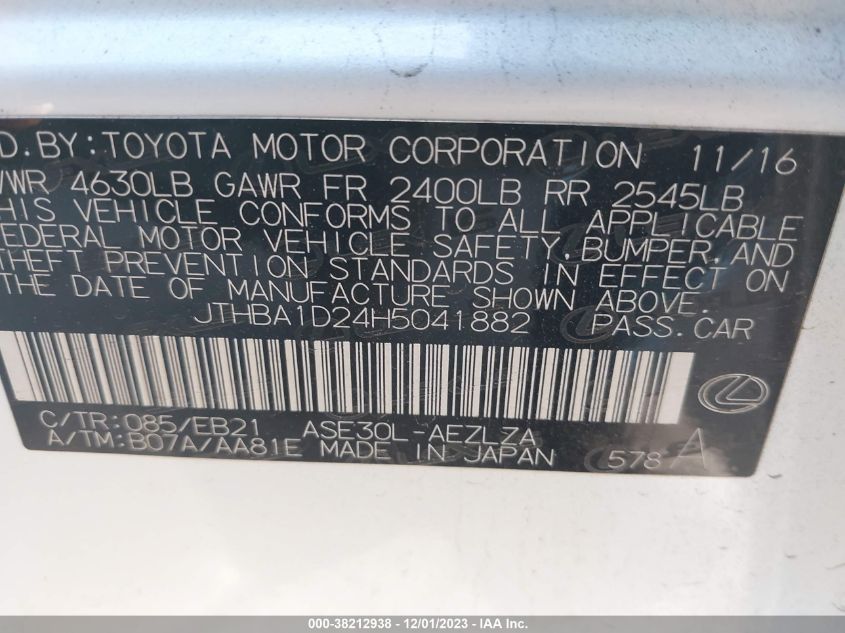 D.BY:TOYOTA MOTOR CORPORATION 11/16
VWR 4630LB GAWR FR 2400LB RR 2545LB
HIS VEHICLE CONFORMS TO ALL APPLICABLE
EDERAL MOTOR VEHICLE SAFETY,BUMPER,AND
THEFT PREVENTION STANDARDS IN EFFECT ON
THE DATE OF MANUFACTURE SHOWN ABOVE.
JTHBA1D24H5041882 PASS.CAR
C/TR:085/EB21 ASE30L-AEZLZA
A/TM:B07A/AA81E MADE IN JAPAN 578 A
000-38212938 - 12/01/2023 - IAA Inc.